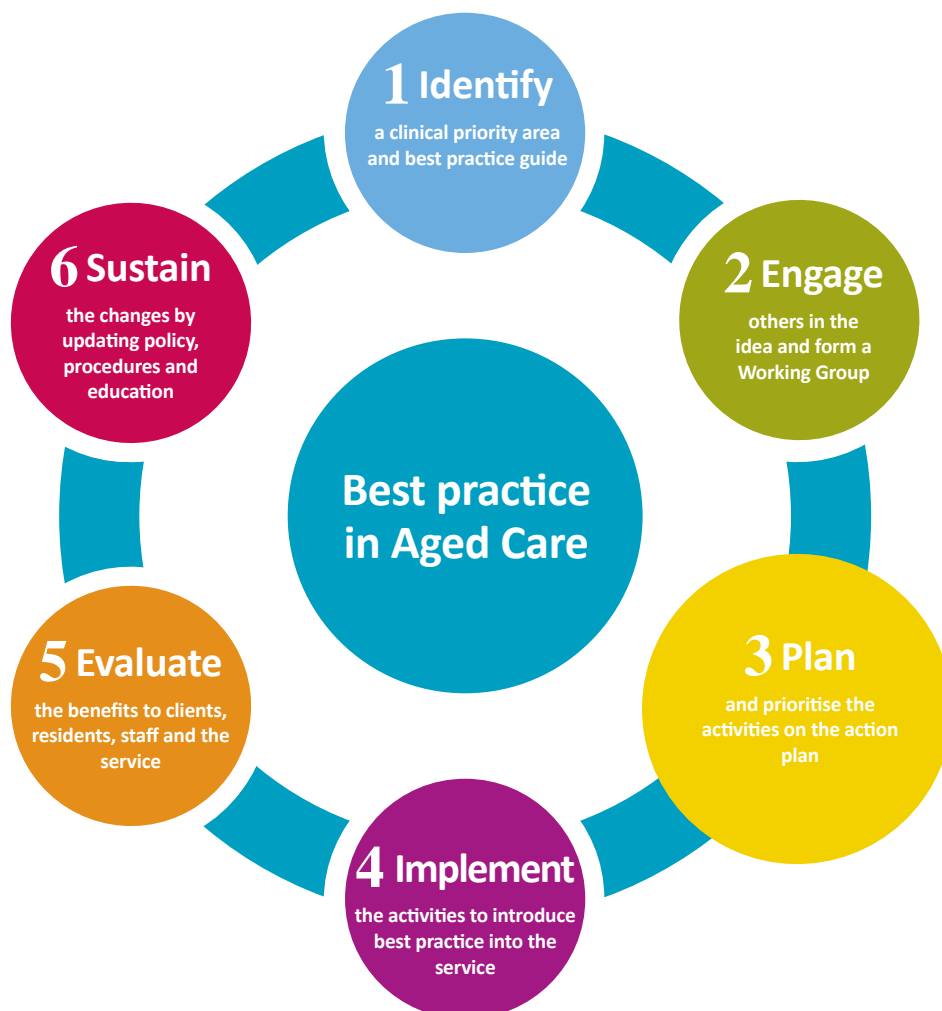 1 Identify
a clinical priority area
and best practice guide
2 Engage
others in the
idea and form a
Working Group
3 Plan
and prioritise the
activities on the action
plan
4 Implement
the activities to introduce
best practice into the
service
5 Evaluate
the benefits to clients,
residents, staff and the
service
6 Sustain
the changes by
updating policy,
procedures and
education
Best practice
in Aged Care